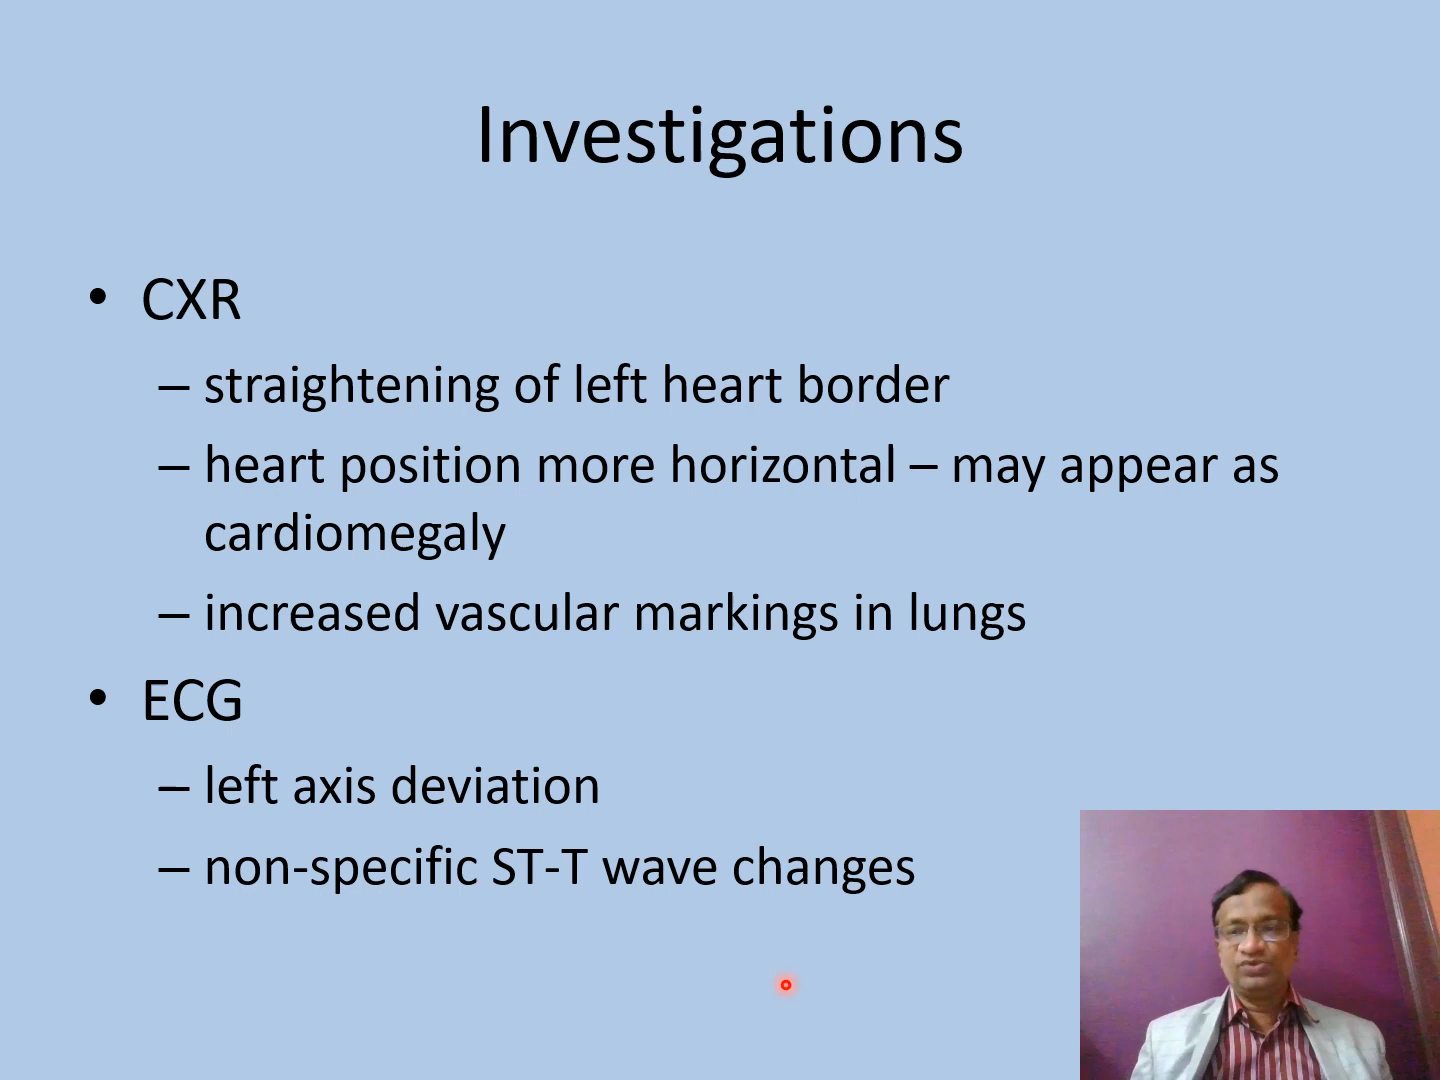 Investigations
• CXR
– straightening of left heart border
– heart position more horizontal – may appear as
cardiomegaly
– increased vascular markings in lungs
• ECG
– left axis deviation
– non-specific ST-T wave changes